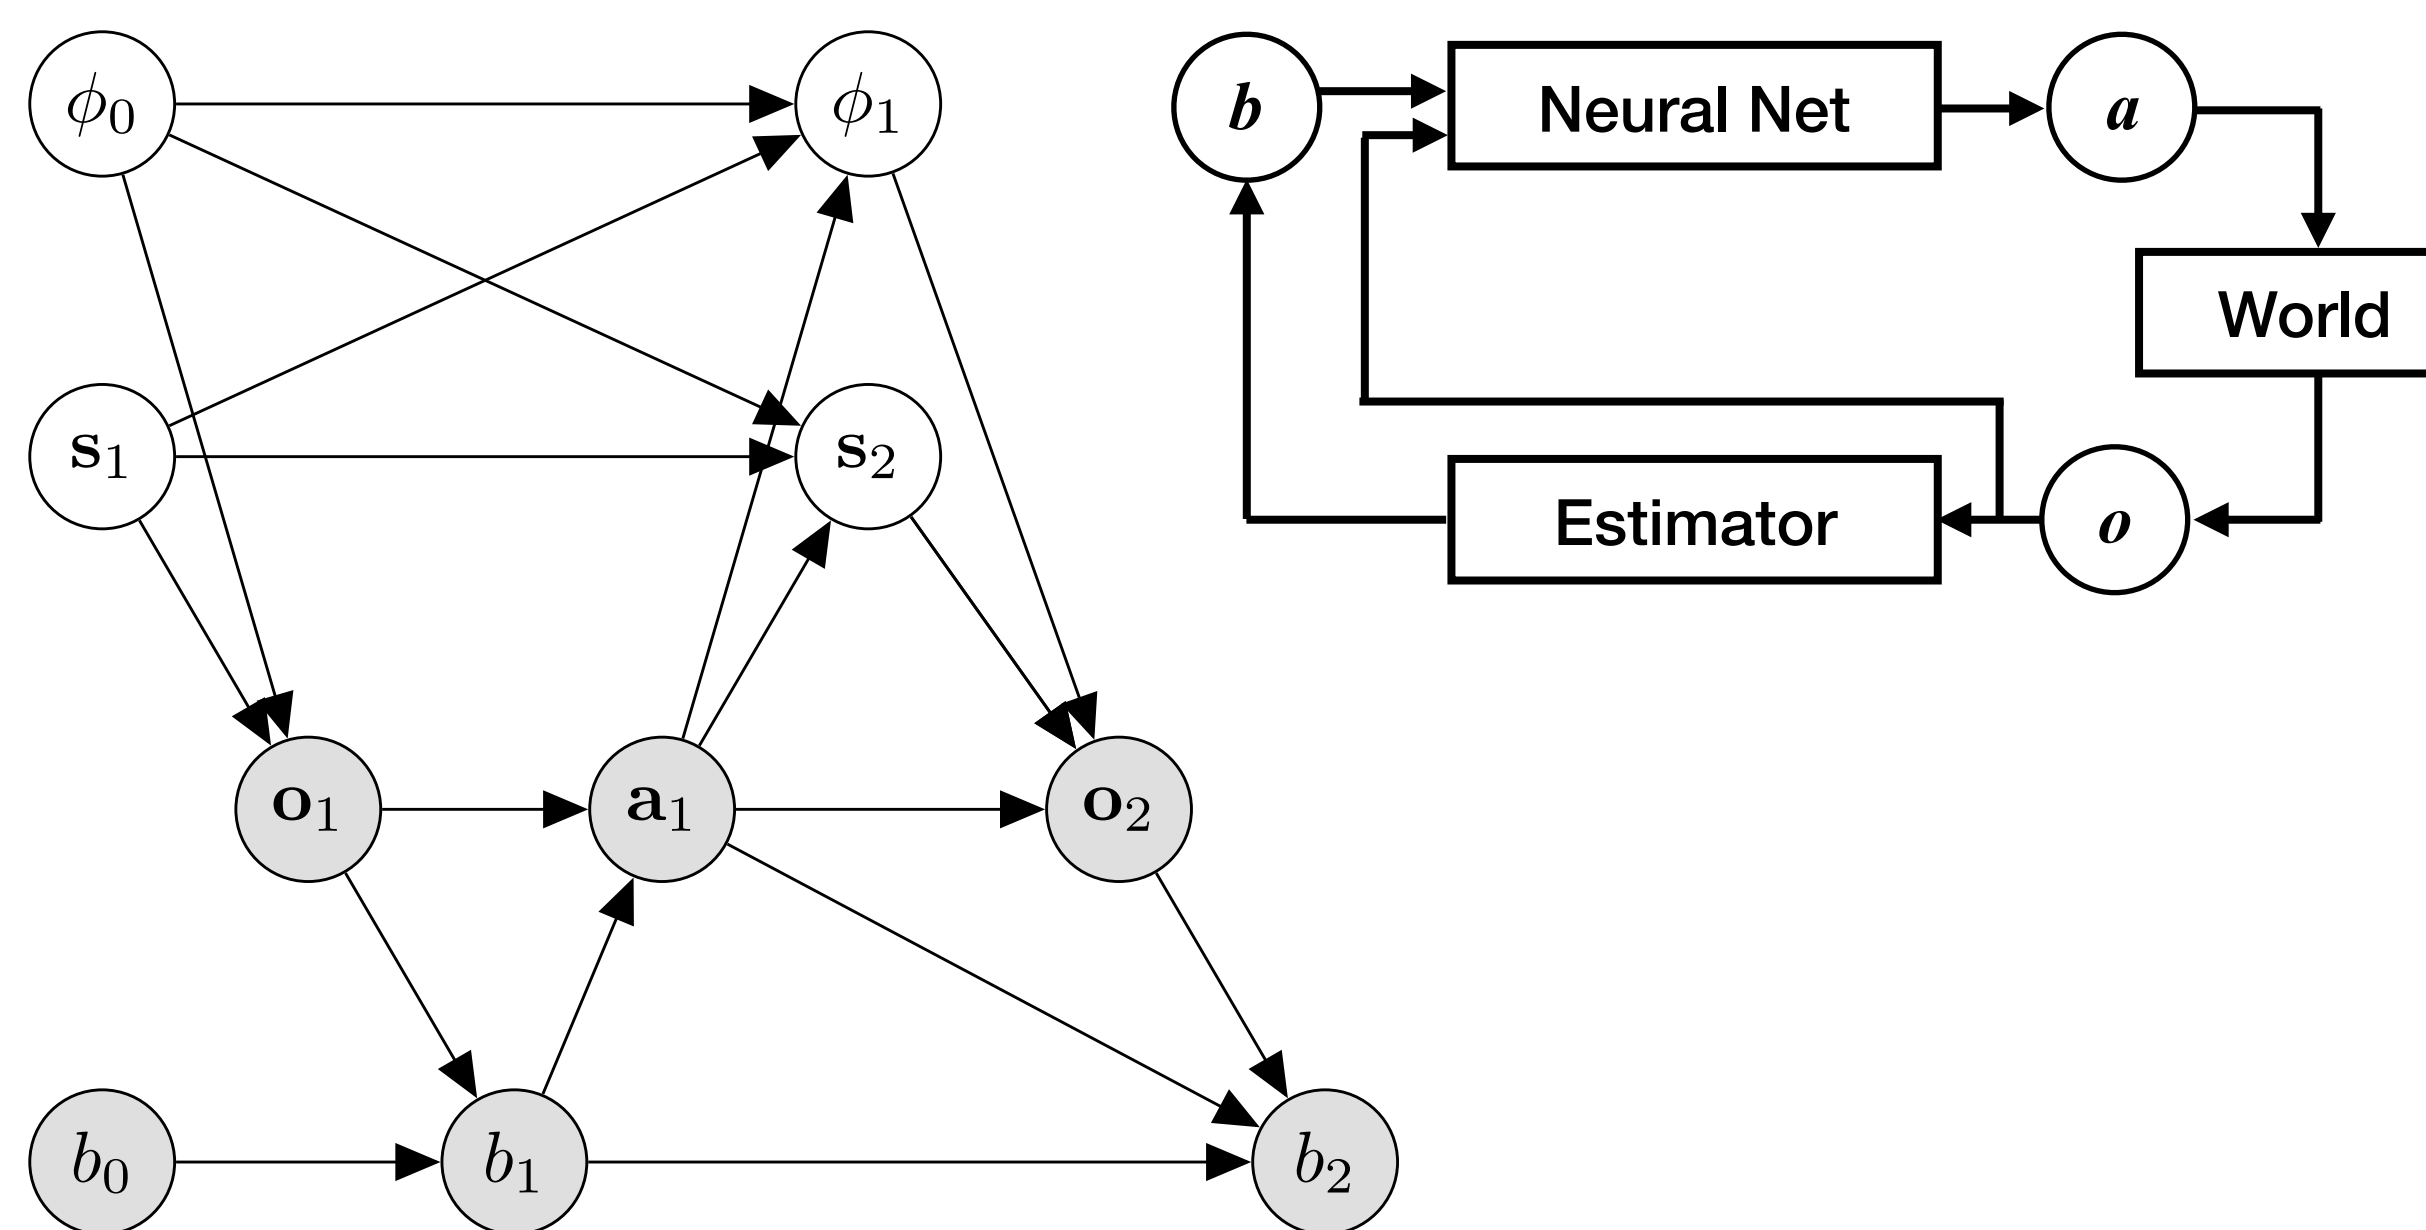 ϕ₀
ϕ₁
b
Neural Net
a
World
s₁
s₂
Estimator
o
o₁
a₁
o₂
b₀
b₁
b₂